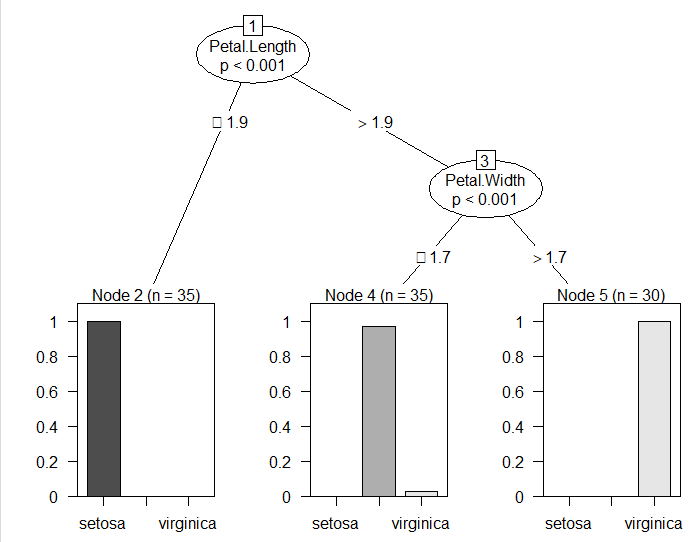 1
Petal.Length
p < 0.001
□ 1.9
> 1.9
3
Petal.Width
p < 0.001
□ 1.7
> 1.7
Node 2 (n = 35)
1
0.8
0.6
0.4
0.2
0
setosa
virginica
Node 4 (n = 35)
1
0.8
0.6
0.4
0.2
0
setosa
virginica
Node 5 (n = 30)
1
0.8
0.6
0.4
0.2
0
setosa
virginica